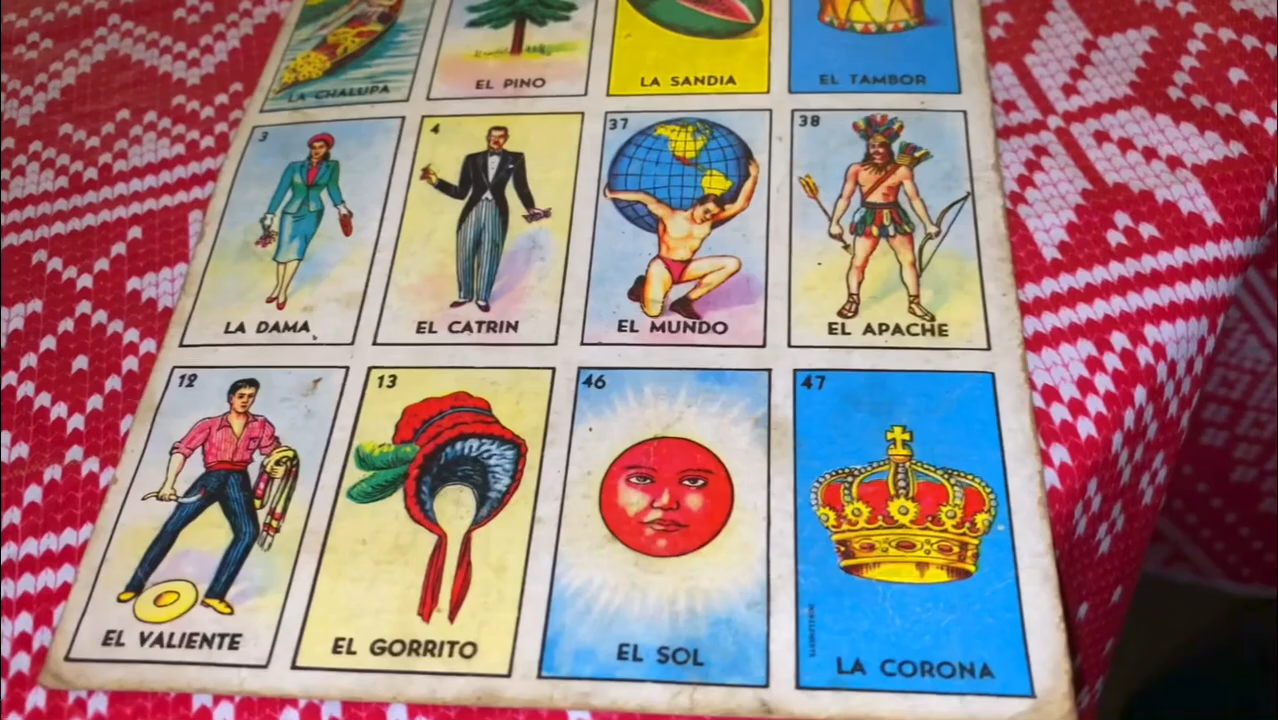 LA CHALUPA
EL PINO
LA SANDIA
EL TAMBOR
3
LA DAMA
4
EL CATRIN
37
EL MUNDO
38
EL APACHE
12
EL VALIENTE
13
EL GORRITO
46
EL SOL
47
LA CORONA